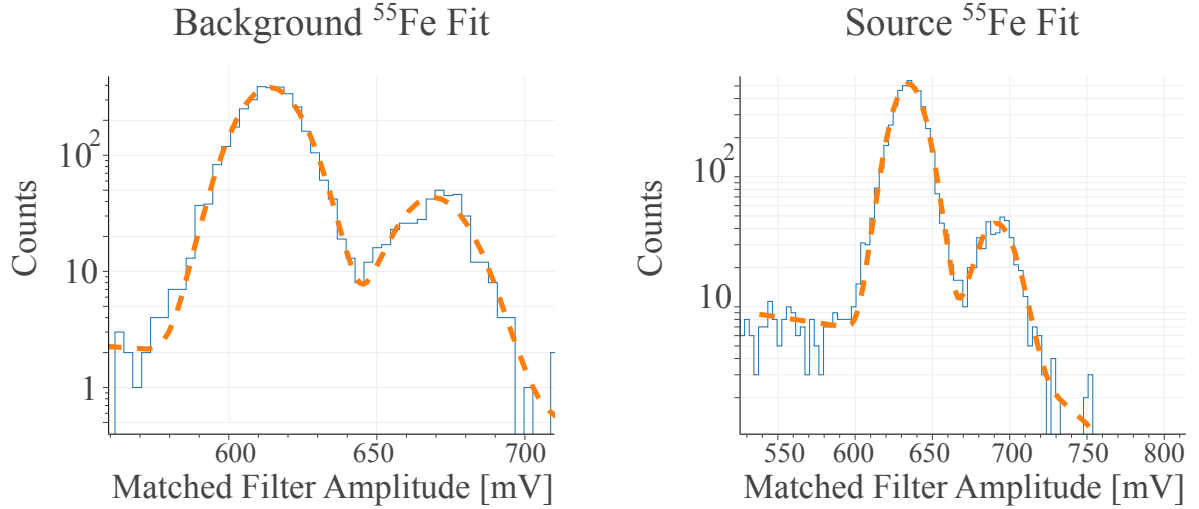 Background ⁵⁵Fe Fit
Counts
10²
10
1
600 650 700
Matched Filter Amplitude [mV]
Source ⁵⁵Fe Fit
Counts
10²
10
550 600 650 700 750 800
Matched Filter Amplitude [mV]